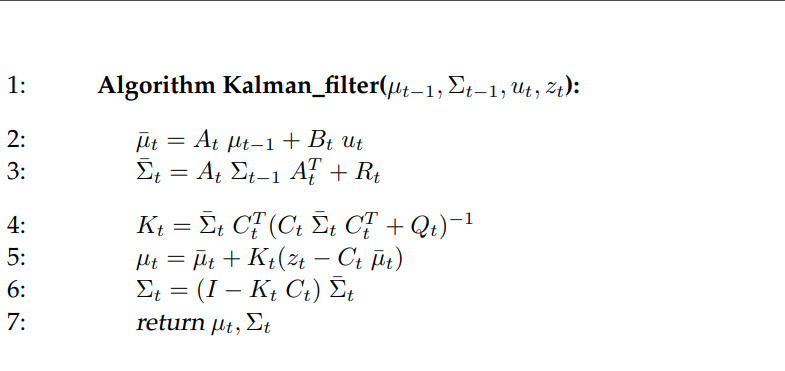 1: Algorithm Kalman_filter(μ_{t−1}, Σ_{t−1}, u_t, z_t):
2: μ̄_t = A_t μ_{t−1} + B_t u_t
3: Σ̄_t = A_t Σ_{t−1} A_t^T + R_t
4: K_t = Σ̄_t C_t^T (C_t Σ̄_t C_t^T + Q_t)^{−1}
5: μ_t = μ̄_t + K_t(z_t − C_t μ̄_t)
6: Σ_t = (I − K_t C_t) Σ̄_t
7: return μ_t, Σ_t